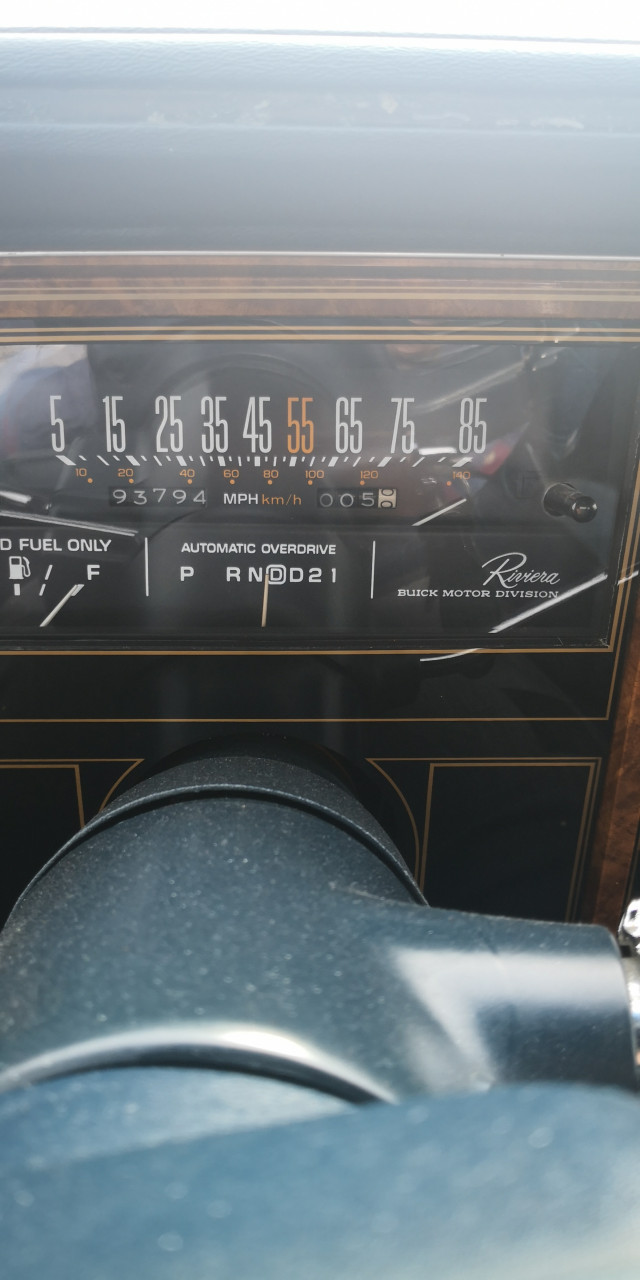 5 15 25 35 45 55 65 75 85
10 20 40 60 80 100 120 140
93794 MPH km/h 005
D FUEL ONLY
F
AUTOMATIC OVERDRIVE
P R N D D 2 1
Riviera
BUICK MOTOR DIVISION